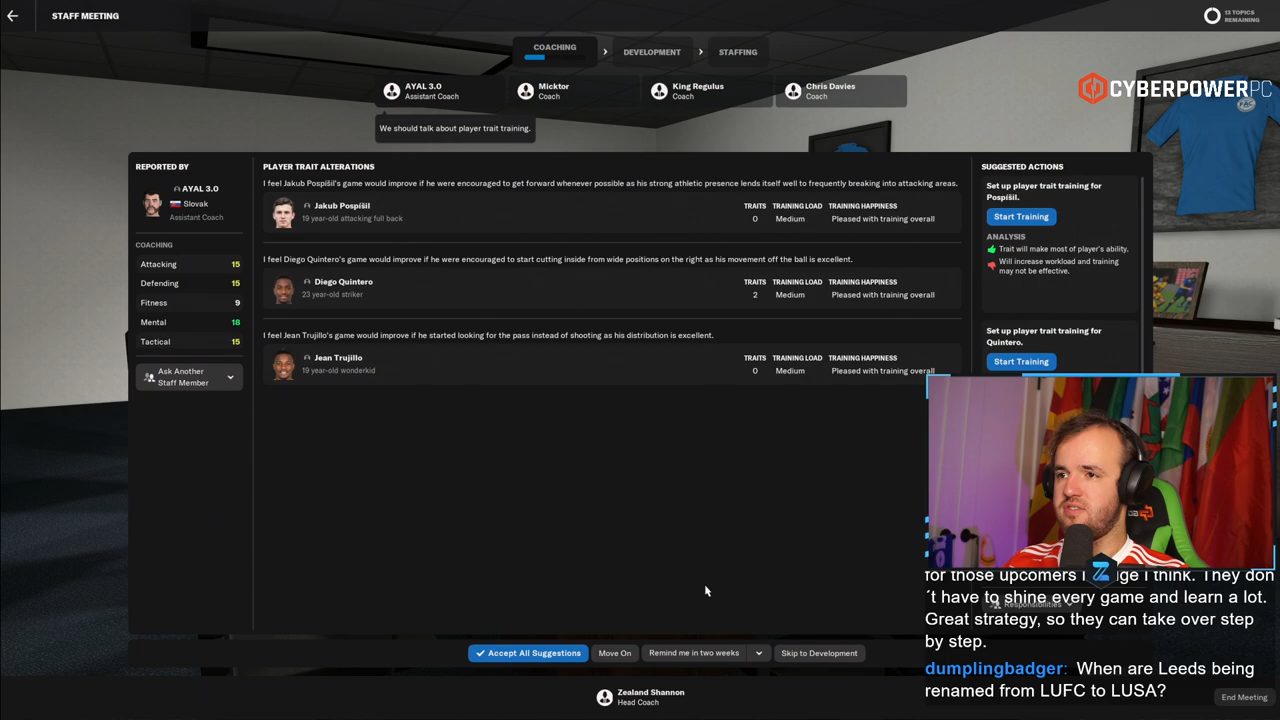 STAFF MEETING
13 TOPICS
REMAINING
COACHING
DEVELOPMENT
STAFFING
AYAL 3.0
Assistant Coach
Micktor
Coach
King Regulus
Coach
Chris Davies
Coach
CYBERPOWERPC
We should talk about player trait training.
REPORTED BY
AYAL 3.0
Slovak
Assistant Coach
COACHING
Attacking 15
Defending 15
Fitness 9
Mental 18
Tactical 15
Ask Another
Staff Member
PLAYER TRAIT ALTERATIONS
I feel Jakub Pospíšil's game would improve if he were encouraged to get forward whenever possible as his strong athletic presence lends itself well to frequently breaking into attacking areas.
Jakub Pospíšil
19 year-old attacking full back
TRAITS TRAINING LOAD TRAINING HAPPINESS
0 Medium Pleased with training overall
I feel Diego Quintero's game would improve if he were encouraged to start cutting inside from wide positions on the right as his movement off the ball is excellent.
Diego Quintero
23 year-old striker
TRAITS TRAINING LOAD TRAINING HAPPINESS
2 Medium Pleased with training overall
I feel Jean Trujillo's game would improve if he started looking for the pass instead of shooting as his distribution is excellent.
Jean Trujillo
19 year-old wonderkid
TRAITS TRAINING LOAD TRAINING HAPPINESS
0 Medium Pleased with training overall
SUGGESTED ACTIONS
Set up player trait training for
Pospíšil.
Start Training
ANALYSIS
Trait will make most of player's ability.
Will increase workload and training
may not be effective.
Set up player trait training for
Quintero.
Start Training
Responsibilities
for those upcomers I
ge I think. They don
´t have to shine every game and learn a lot.
Great strategy, so they can take over step
by step.
dumplingbadger: When are Leeds being
renamed from LUFC to LUSA?
Accept All Suggestions
Move On
Remind me in two weeks
Skip to Development
Zealand Shannon
Head Coach
End Meeting